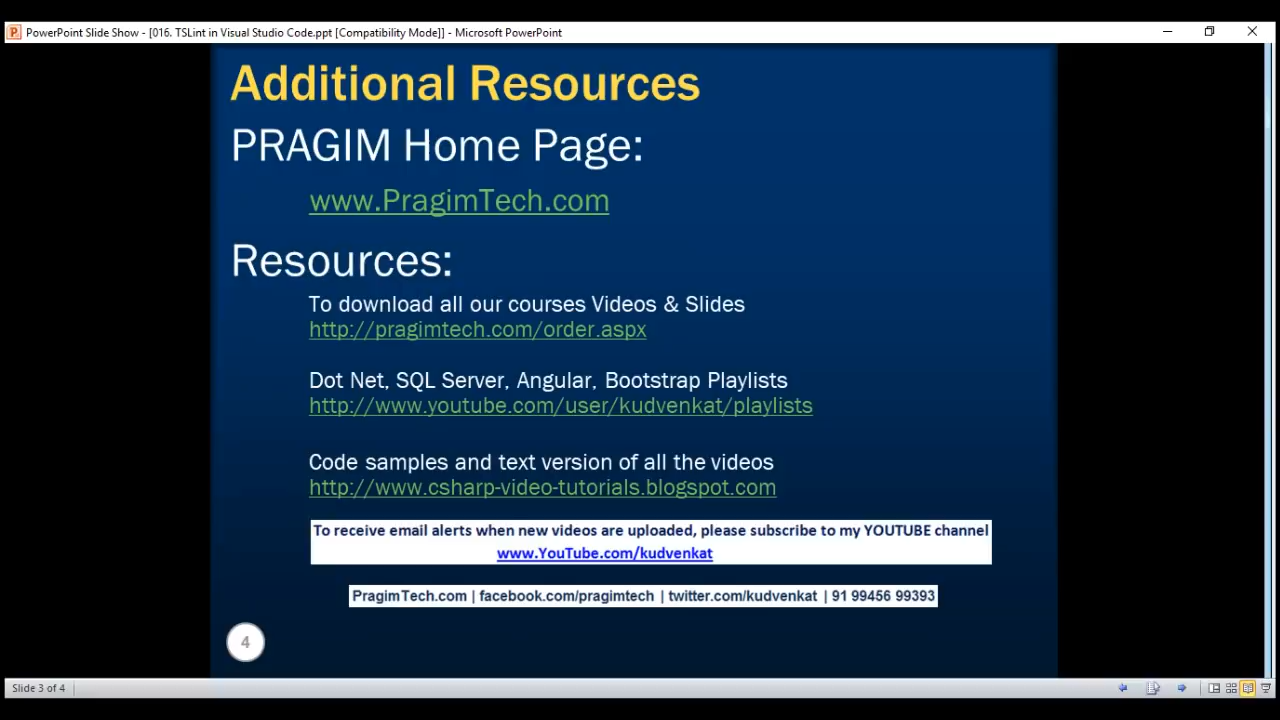 PowerPoint Slide Show - [016. TSLint in Visual Studio Code.ppt [Compatibility Mode]] - Microsoft PowerPoint
Additional Resources
PRAGIM Home Page:
www.PragimTech.com
Resources:
To download all our courses Videos & Slides
http://pragimtech.com/order.aspx
Dot Net, SQL Server, Angular, Bootstrap Playlists
http://www.youtube.com/user/kudvenkat/playlists
Code samples and text version of all the videos
http://www.csharp-video-tutorials.blogspot.com
To receive email alerts when new videos are uploaded, please subscribe to my YOUTUBE channel
www.YouTube.com/kudvenkat
PragimTech.com | facebook.com/pragimtech | twitter.com/kudvenkat | 91 99456 99393
4
Slide 3 of 4